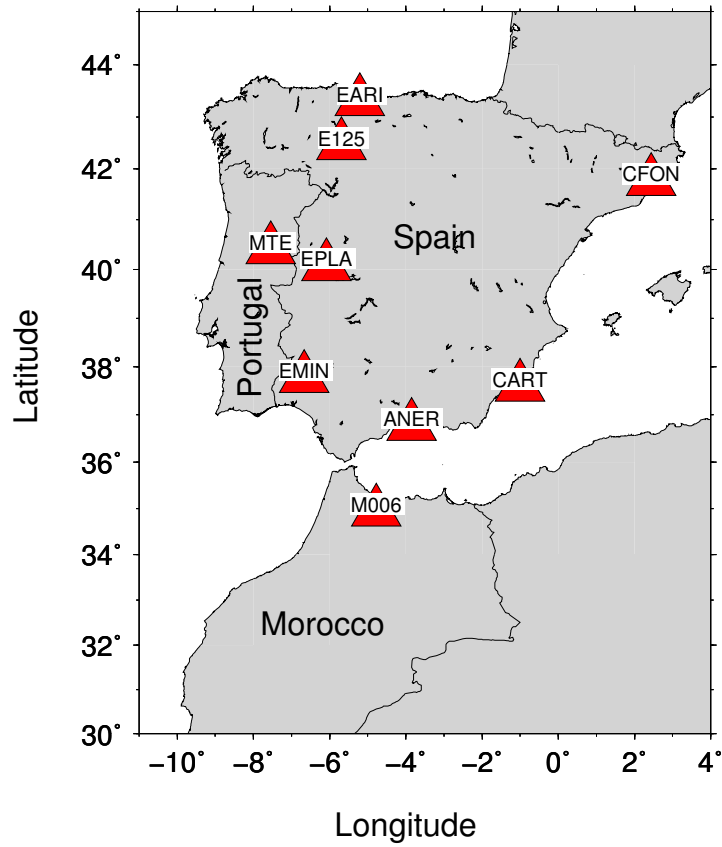 44°
EARI
E125
42°
CFON
Spain
MTE
EPLA
40°
Portugal
38°
EMIN
CART
ANER
36°
M006
34°
Morocco
32°
30°
−10° −8° −6° −4° −2° 0° 2° 4°
Latitude
Longitude